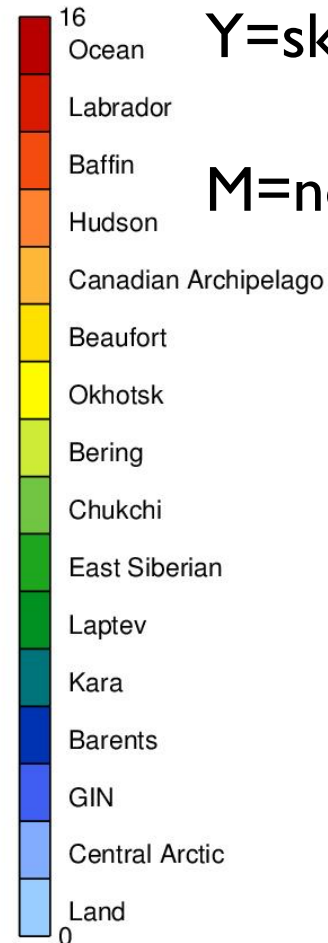 16
Ocean
Y=sk
Labrador
Baffin
M=n
Hudson
Canadian Archipelago
Beaufort
Okhotsk
Bering
Chukchi
East Siberian
Laptev
Kara
Barents
GIN
Central Arctic
Land
0